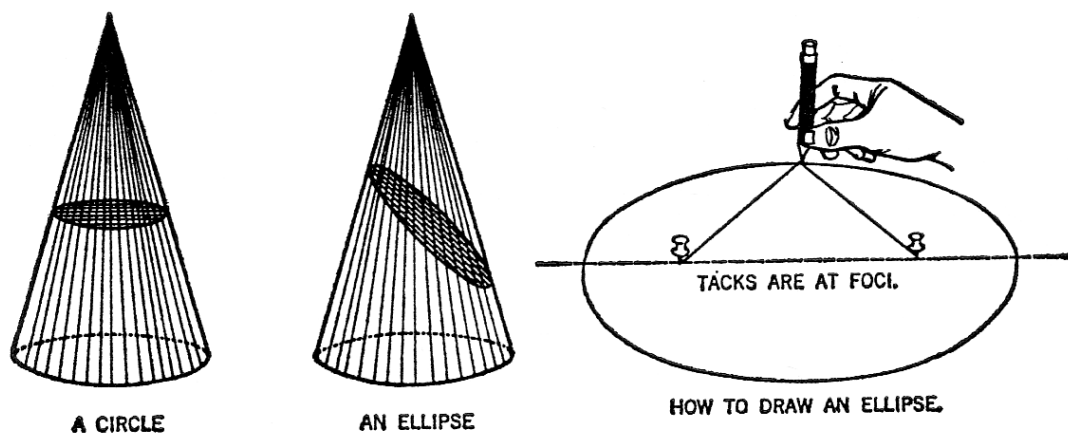 A CIRCLE
AN ELLIPSE
TACKS ARE AT FOCI.
HOW TO DRAW AN ELLIPSE.